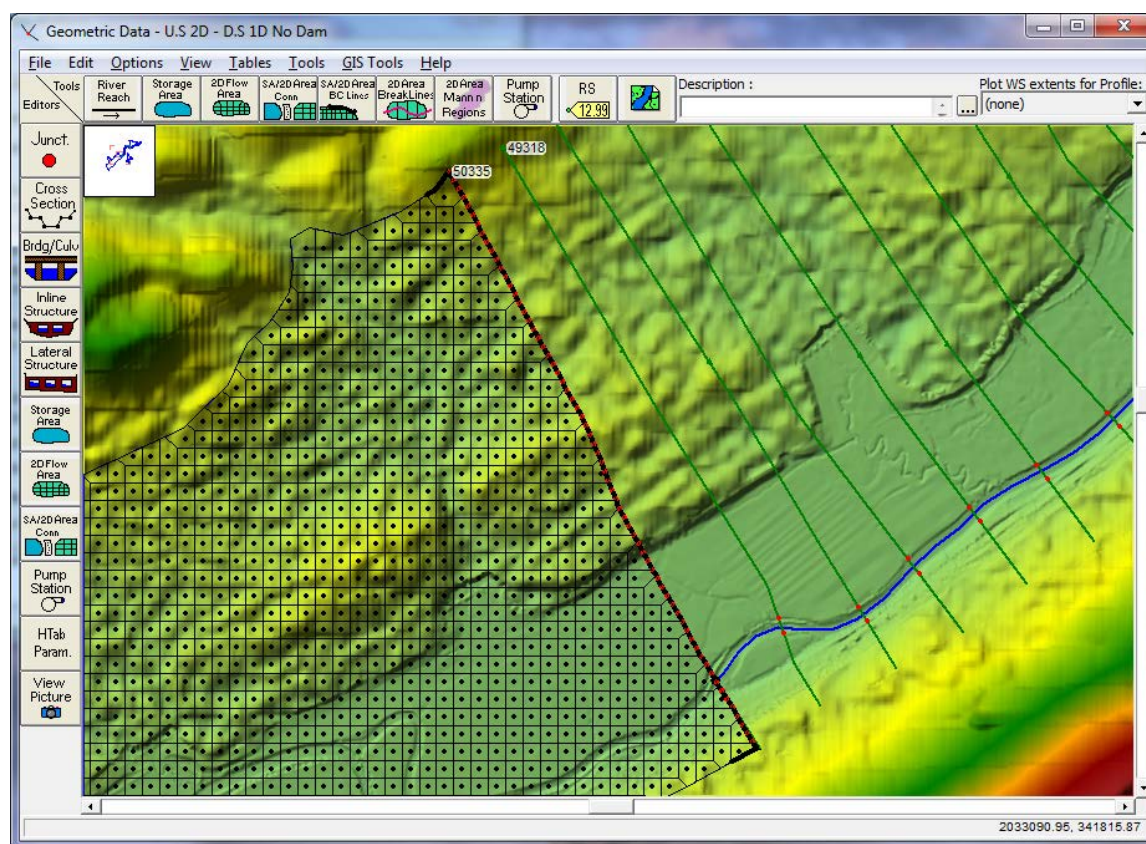 Geometric Data - U.S 2D - D.S 1D No Dam
File Edit Options View Tables Tools GIS Tools Help
Tools
Editors
River
Reach
Storage
Area
2D Flow
Area
SA/2D Area
Conn
SA/2D Area
BC Lines
2D Area
BreakLines
2D Area
Mann n
Regions
Pump
Station
RS
12.99
Description :
...
Plot WS extents for Profile:
(none)
Junct.
Cross
Section
Brdg/Culv
Inline
Structure
Lateral
Structure
Storage
Area
2D Flow
Area
SA/2D Area
Conn
Pump
Station
HTab
Param.
View
Picture
49318
50335
2033090.95, 341815.87